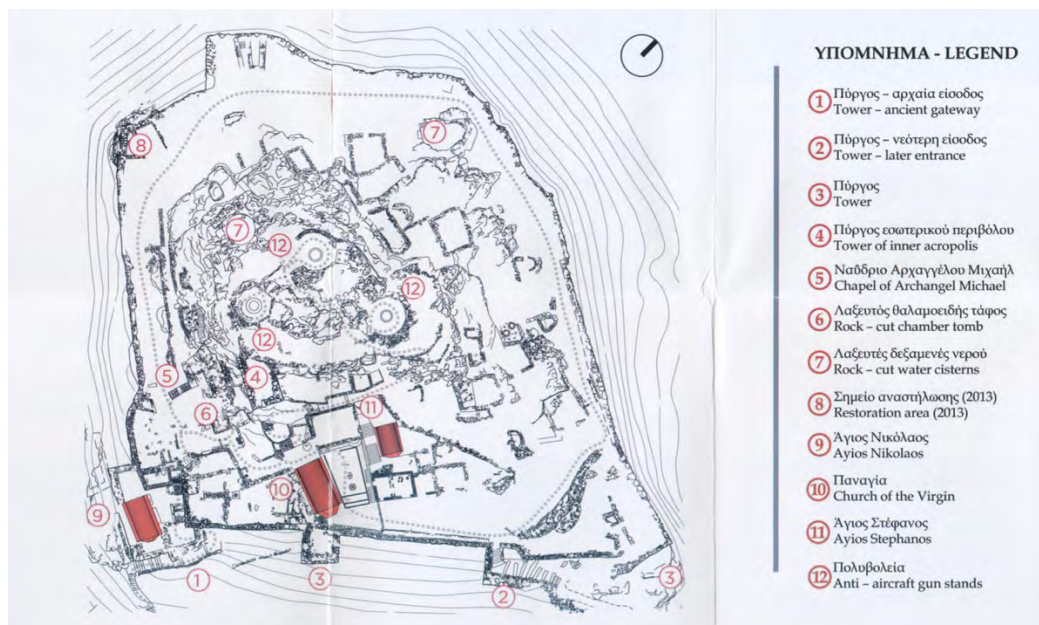 ΥΠΟΜΝΗΜΑ - LEGEND
1 Πύργος – αρχαία είσοδος
Tower – ancient gateway
2 Πύργος – νεότερη είσοδος
Tower – later entrance
3 Πύργος
Tower
4 Πύργος εσωτερικού περιβόλου
Tower of inner acropolis
5 Ναΰδριο Αρχαγγέλου Μιχαήλ
Chapel of Archangel Michael
6 Λαξευτός θαλαμοειδής τάφος
Rock – cut chamber tomb
7 Λαξευτές δεξαμενές νερού
Rock – cut water cisterns
8 Σημείο αναστήλωσης (2013)
Restoration area (2013)
9 Άγιος Νικόλαος
Ayios Nikolaos
10 Παναγία
Church of the Virgin
11 Άγιος Στέφανος
Ayios Stephanos
12 Πολυβολεία
Anti – aircraft gun stands
7
8
7
12
12
12
5
4
6
11
10
9
1
3
2
3